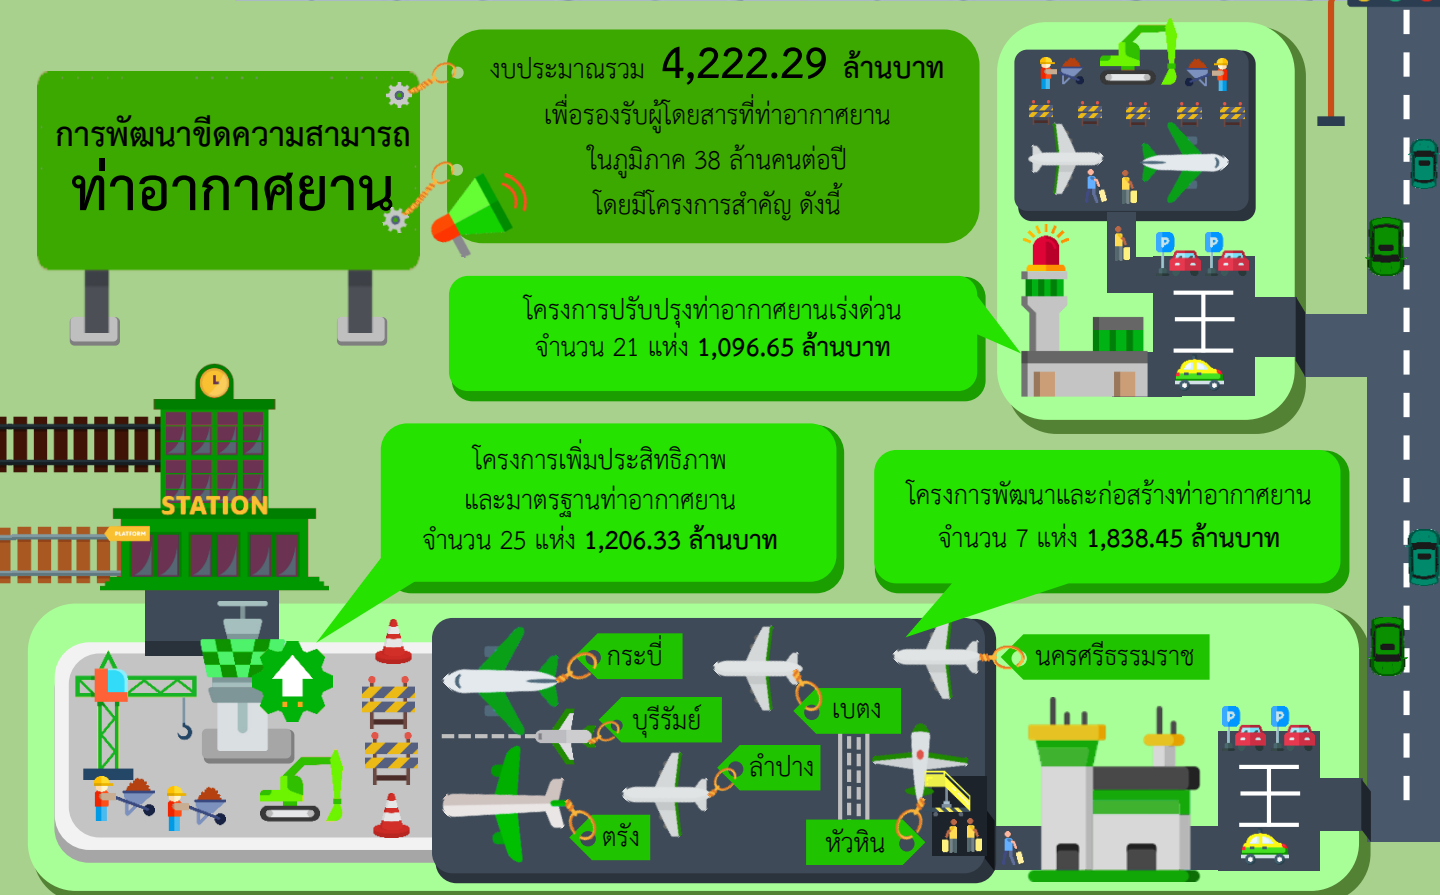 การพัฒนาขีดความสามารถ
ท่าอากาศยาน
งบประมาณรวม 4,222.29 ล้านบาท
เพื่อรองรับผู้โดยสารที่ท่าอากาศยาน
ในภูมิภาค 38 ล้านคนต่อปี
โดยมีโครงการสำคัญ ดังนี้
P P
โครงการปรับปรุงท่าอากาศยานเร่งด่วน
จำนวน 21 แห่ง 1,096.65 ล้านบาท
STATION
PLATFORM
โครงการเพิ่มประสิทธิภาพ
และมาตรฐานท่าอากาศยาน
จำนวน 25 แห่ง 1,206.33 ล้านบาท
โครงการพัฒนาและก่อสร้างท่าอากาศยาน
จำนวน 7 แห่ง 1,838.45 ล้านบาท
กระบี่
นครศรีธรรมราช
บุรีรัมย์
เบตง
ลำปาง
ตรัง
หัวหิน
P P